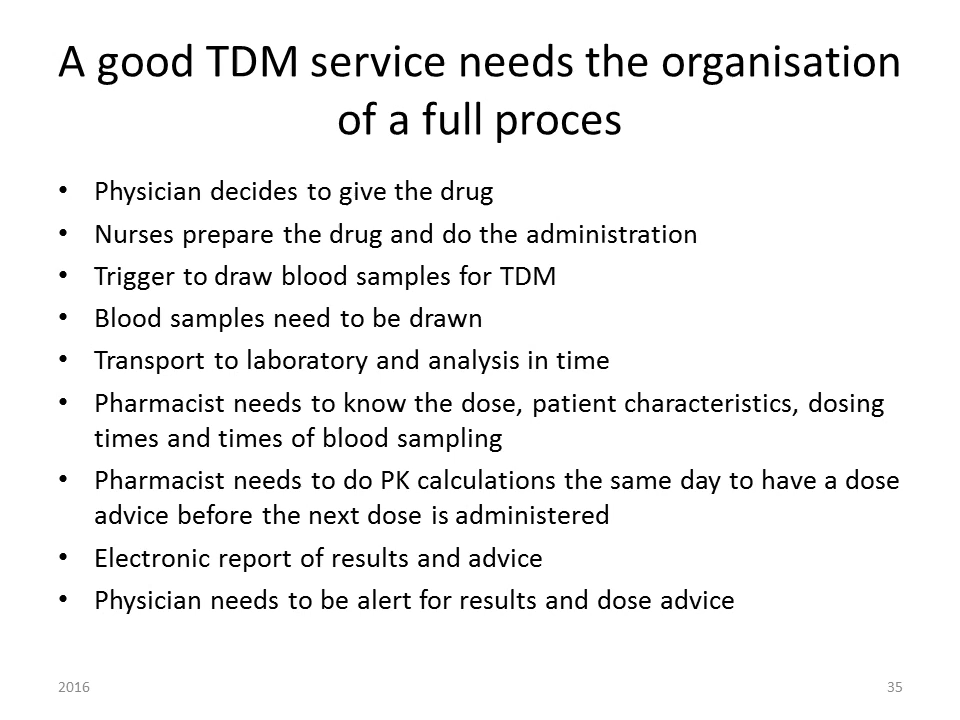 A good TDM service needs the organisation
of a full proces
• Physician decides to give the drug
• Nurses prepare the drug and do the administration
• Trigger to draw blood samples for TDM
• Blood samples need to be drawn
• Transport to laboratory and analysis in time
• Pharmacist needs to know the dose, patient characteristics, dosing
times and times of blood sampling
• Pharmacist needs to do PK calculations the same day to have a dose
advice before the next dose is administered
• Electronic report of results and advice
• Physician needs to be alert for results and dose advice
2016 35